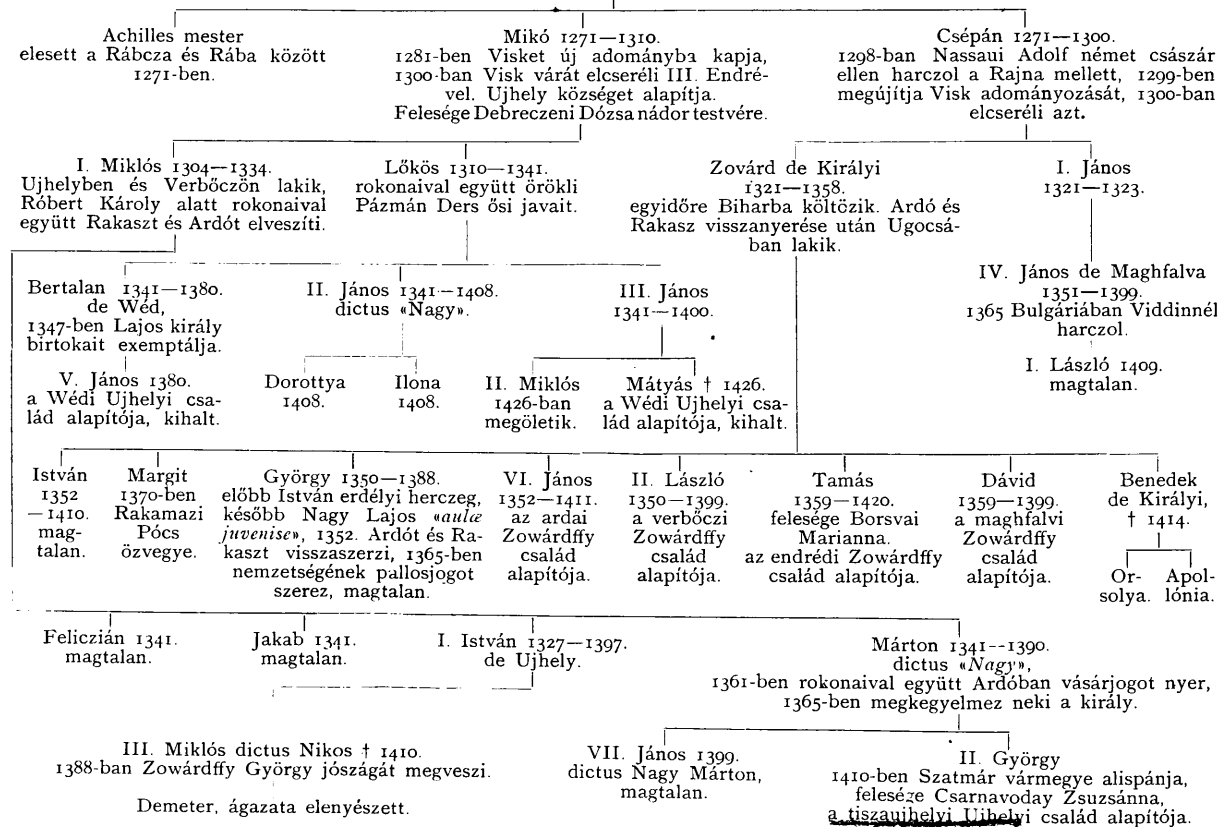 Achilles mester
elesett a Rábcza és Rába között
1271-ben.
Mikó 1271—1310.
1281-ben Visket új adományba kapja,
1300-ban Visk várát elcseréli III. Endré-
vel. Ujhely községet alapítja.
Felesége Debreczeni Dózsa nádor testvére.
Csépán 1271—1300.
1298-ban Nassaui Adolf német császár
ellen harczol a Rajna mellett, 1299-ben
megújítja Visk adományozását, 1300-ban
elcseréli azt.
I. Miklós 1304—1334.
Ujhelyben és Verbőczön lakik,
Róbert Károly alatt rokonaival
együtt Rakaszt és Ardót elveszíti.
Lőkös 1310—1341.
rokonaival együtt örökli
Pázmán Ders ősi javait.
Zovárd de Királyi
1321—1358.
egyidőre Biharba költözik. Ardó és
Rakasz visszanyerése után Ugocsá-
ban lakik.
I. János
1321—1323.
Bertalan 1341—1380.
de Wéd,
1347-ben Lajos király
birtokait exemptálja.
II. János 1341—1408.
dictus «Nagy».
III. János
1341—1400.
IV. János de Maghfalva
1351—1399.
1365 Bulgáriában Viddinnél
harczol.
V. János 1380.
a Wédi Ujhelyi csa-
lád alapítója, kihalt.
Dorottya
1408.
Ilona
1408.
II. Miklós
1426-ban
megöletik.
Mátyás † 1426.
a Wédi Ujhelyi csa-
lád alapítója, kihalt.
I. László 1409.
magtalan.
István
1352
—1410.
mag-
talan.
Margit
1370-ben
Rakamazi
Pócs
özvegye.
György 1350—1388.
előbb István erdélyi herczeg,
később Nagy Lajos «aulæ
juvenise», 1352. Ardót és Ra-
kaszt visszaszerzi, 1365-ben
nemzetségének pallosjogot
szerez, magtalan.
VI. János
1352—1411.
az ardai
Zowárdffy
család
alapítója.
II. László
1350—1399.
a verbőczi
Zowárdffy
család
alapítója.
Tamás
1359—1420.
felesége Borsvai
Marianna.
az endrédi Zowárdffy
család alapítója.
Dávid
1359—1399.
a maghfalvi
Zowárdffy
család
alapítója.
Benedek
de Királyi,
† 1414.
Or-
solya.
Apol-
lónia.
Feliczián 1341.
magtalan.
Jakab 1341.
magtalan.
I. István 1327—1397.
de Ujhely.
Márton 1341--1390.
dictus «Nagy»,
1361-ben rokonaival együtt Ardóban vásárjogot nyer,
1365-ben megkegyelmez neki a király.
III. Miklós dictus Nikos † 1410.
1388-ban Zowárdffy György jószágát megveszi.
Demeter, ágazata elenyészett.
VII. János 1399.
dictus Nagy Márton,
magtalan.
II. György
1410-ben Szatmár vármegye alispánja,
felesége Csarnavoday Zsuzsánna,
a tiszaujhelyi Ujhelyi család alapítója.